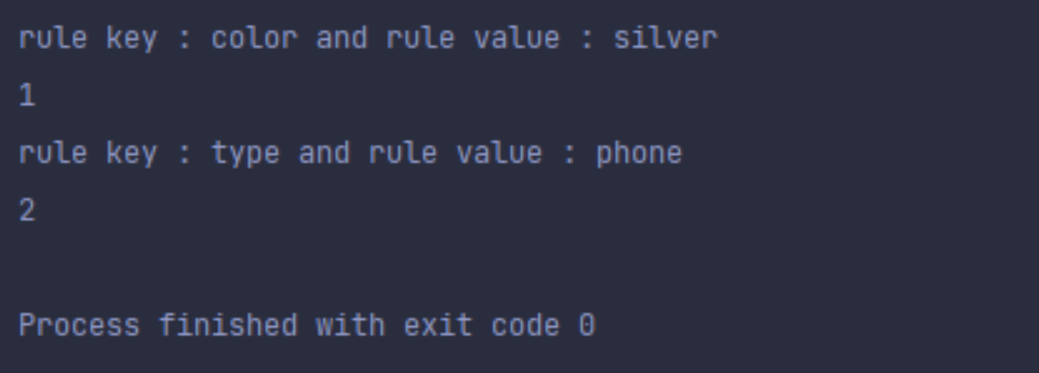 rule key : color and rule value : silver
1
rule key : type and rule value : phone
2
Process finished with exit code 0